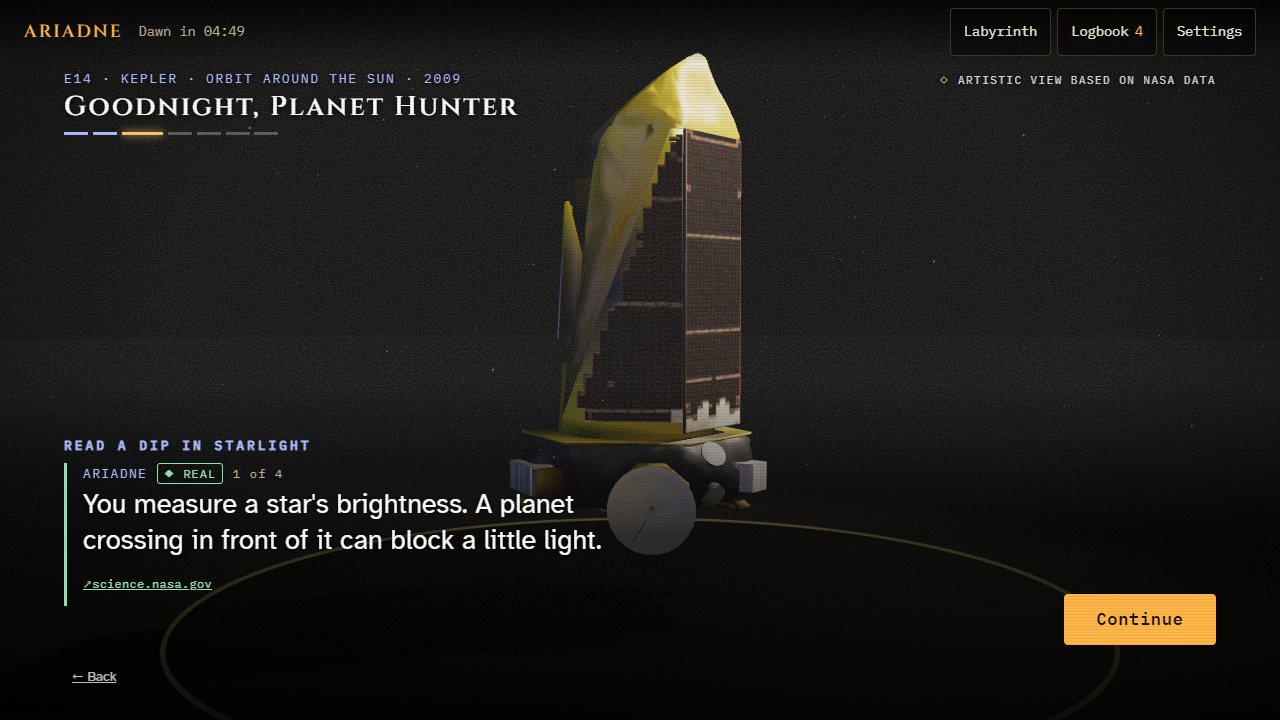 ARIADNE Dawn in 04:49 Labyrinth Logbook 4 Settings
E14 · KEPLER · ORBIT AROUND THE SUN · 2009
◇ ARTISTIC VIEW BASED ON NASA DATA
GOODNIGHT, PLANET HUNTER
READ A DIP IN STARLIGHT
ARIADNE ◆ REAL 1 of 4
You measure a star's brightness. A planet
crossing in front of it can block a little light.
↗science.nasa.gov
Continue
← Back